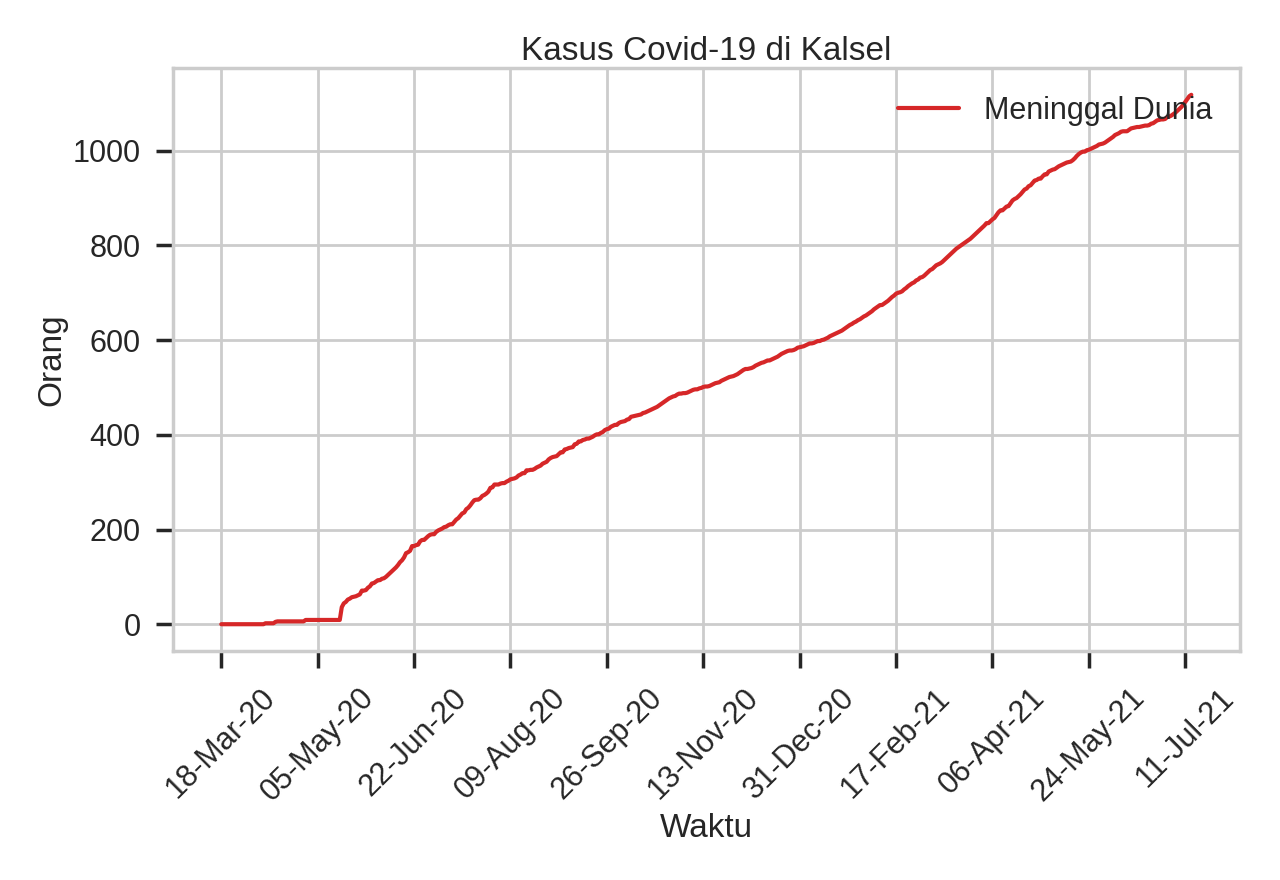 Kasus Covid-19 di Kalsel
Meninggal Dunia
Orang
1000
800
600
400
200
0
18-Mar-20
05-May-20
22-Jun-20
09-Aug-20
26-Sep-20
13-Nov-20
31-Dec-20
17-Feb-21
06-Apr-21
24-May-21
11-Jul-21
Waktu